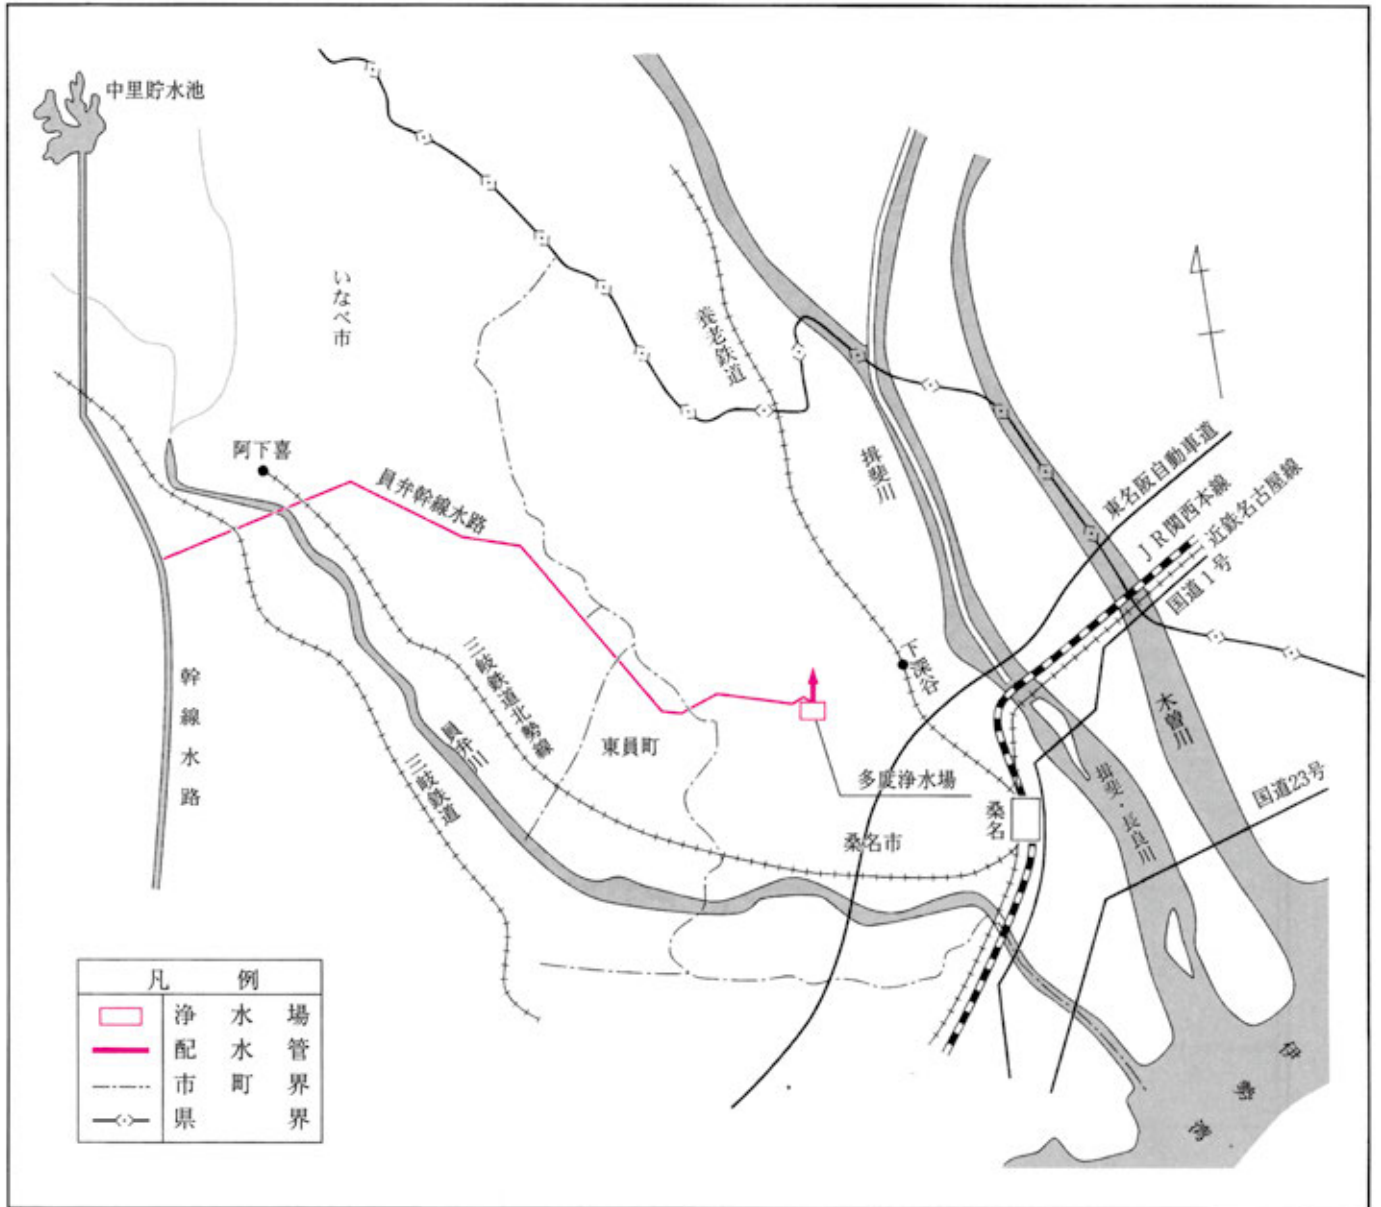 中里貯水池
いなべ市
養老鉄道
阿下喜
員弁幹線水路
揖斐川
東名阪自動車道
JR関西本線
近鉄名古屋線
国道1号
幹線水路
三岐鉄道北勢線
員弁川
三岐鉄道
東員町
下深谷
木曽川
多度浄水場
桑名
桑名市
揖斐・長良川
国道23号
伊勢湾
凡例
浄水場
配水管
市町界
県界